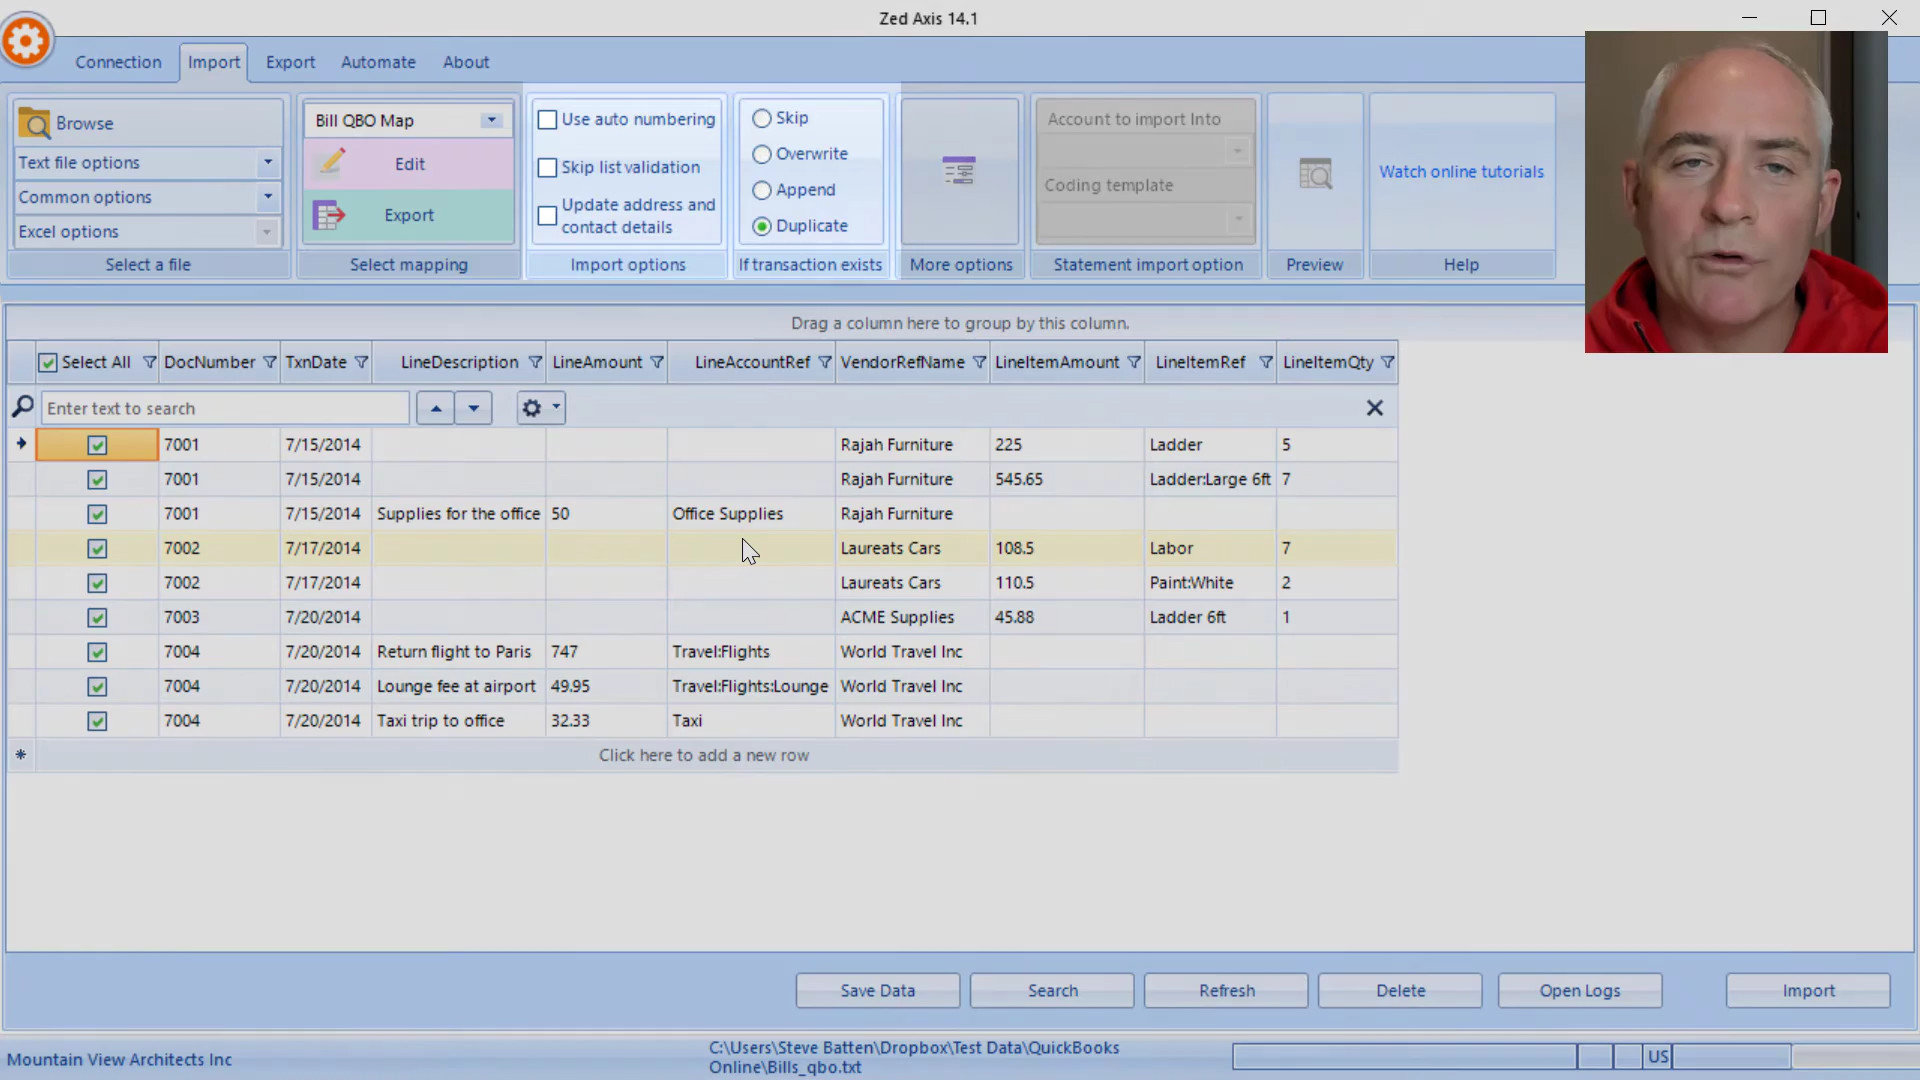 Zed Axis 14.1
Connection Import Export Automate About
Browse
Text file options
Common options
Excel options
Select a file
Bill QBO Map
Edit
Export
Select mapping
Use auto numbering
Skip list validation
Update address and
contact details
Import options
Skip
Overwrite
Append
Duplicate
If transaction exists
More options
Account to import Into
Coding template
Statement import option
Preview
Watch online tutorials
Help
Drag a column here to group by this column.
Select All DocNumber TxnDate LineDescription LineAmount LineAccountRef VendorRefName LineItemAmount LineItemRef LineItemQty
Enter text to search
7001 7/15/2014 Rajah Furniture 225 Ladder 5
7001 7/15/2014 Rajah Furniture 545.65 Ladder:Large 6ft 7
7001 7/15/2014 Supplies for the office 50 Office Supplies Rajah Furniture
7002 7/17/2014 Laureats Cars 108.5 Labor 7
7002 7/17/2014 Laureats Cars 110.5 Paint:White 2
7003 7/20/2014 ACME Supplies 45.88 Ladder 6ft 1
7004 7/20/2014 Return flight to Paris 747 Travel:Flights World Travel Inc
7004 7/20/2014 Lounge fee at airport 49.95 Travel:Flights:Lounge World Travel Inc
7004 7/20/2014 Taxi trip to office 32.33 Taxi World Travel Inc
Click here to add a new row
Save Data Search Refresh Delete Open Logs Import
Mountain View Architects Inc
C:\Users\Steve Batten\Dropbox\Test Data\QuickBooks
Online\Bills_qbo.txt
US